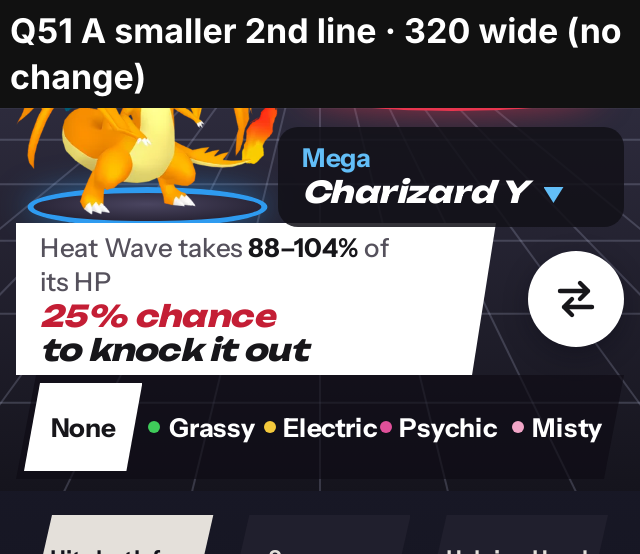 Q51 A smaller 2nd line · 320 wide (no
change)
Mega
Charizard Y
Heat Wave takes 88–104% of
its HP
25% chance
to knock it out
None Grassy Electric Psychic Misty